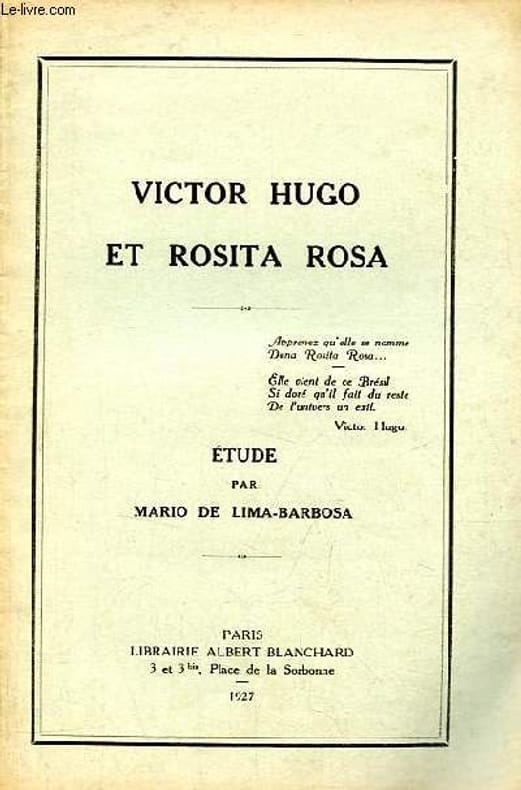 Le-livre.com
VICTOR HUGO
ET ROSITA ROSA
Apprenez qu'elle se nomme
Dona Rosita Rosa...
Elle vient de ce Brésil
Si doré qu'il fait du reste
De l'univers un exil.
Victor Hugo.
ÉTUDE
PAR
MARIO DE LIMA-BARBOSA
PARIS
LIBRAIRIE ALBERT BLANCHARD
3 et 3 bis, Place de la Sorbonne
1927